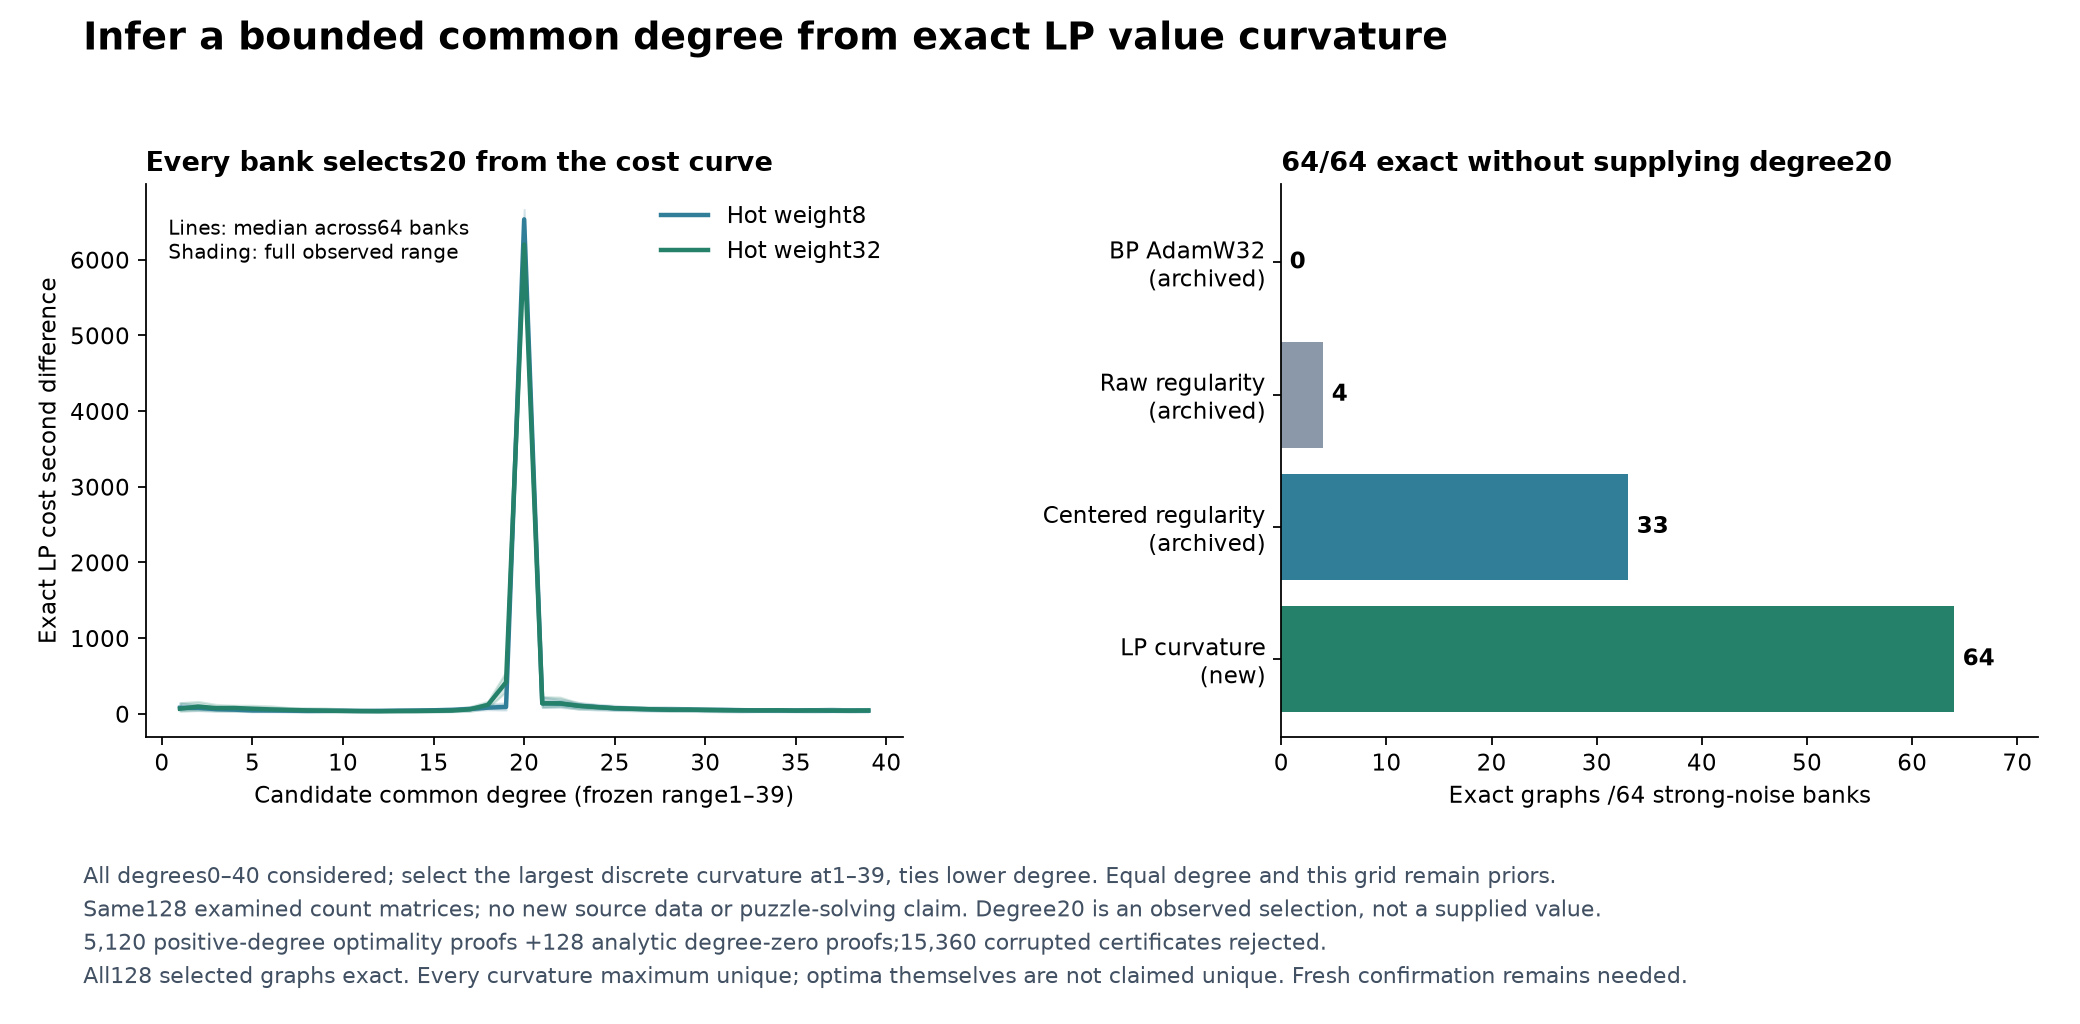 Infer a bounded common degree from exact LP value curvature
Every bank selects20 from the cost curve
Lines: median across64 banks
Shading: full observed range
Hot weight8
Hot weight32
Exact LP cost second difference
6000
5000
4000
3000
2000
1000
0
0 5 10 15 20 25 30 35 40
Candidate common degree (frozen range1–39)
64/64 exact without supplying degree20
BP AdamW32
(archived)
0
Raw regularity
(archived)
4
Centered regularity
(archived)
33
LP curvature
(new)
64
0 10 20 30 40 50 60 70
Exact graphs /64 strong-noise banks
All degrees0–40 considered; select the largest discrete curvature at1–39, ties lower degree. Equal degree and this grid remain priors.
Same128 examined count matrices; no new source data or puzzle-solving claim. Degree20 is an observed selection, not a supplied value.
5,120 positive-degree optimality proofs +128 analytic degree-zero proofs;15,360 corrupted certificates rejected.
All128 selected graphs exact. Every curvature maximum unique; optima themselves are not claimed unique. Fresh confirmation remains needed.